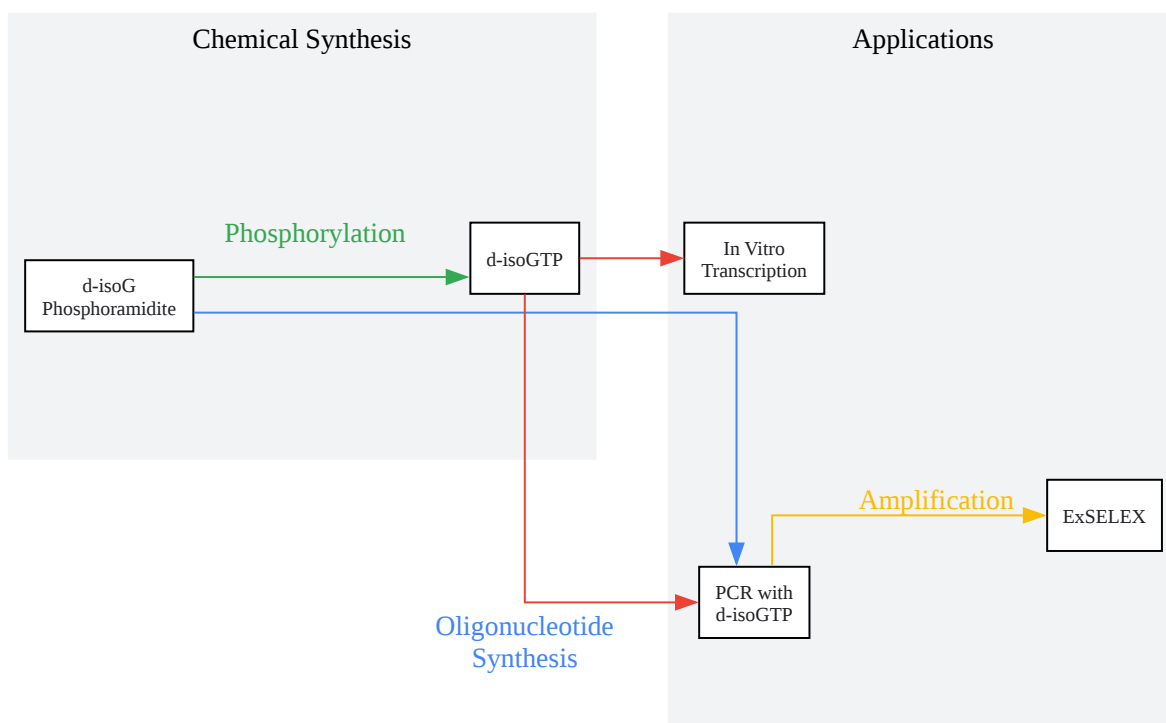 Chemical Synthesis
Applications
Phosphorylation
d-isoGTP
In Vitro
Transcription
d-isoG
Phosphoramidite
Amplification
ExSELEX
PCR with
d-isoGTP
Oligonucleotide
Synthesis